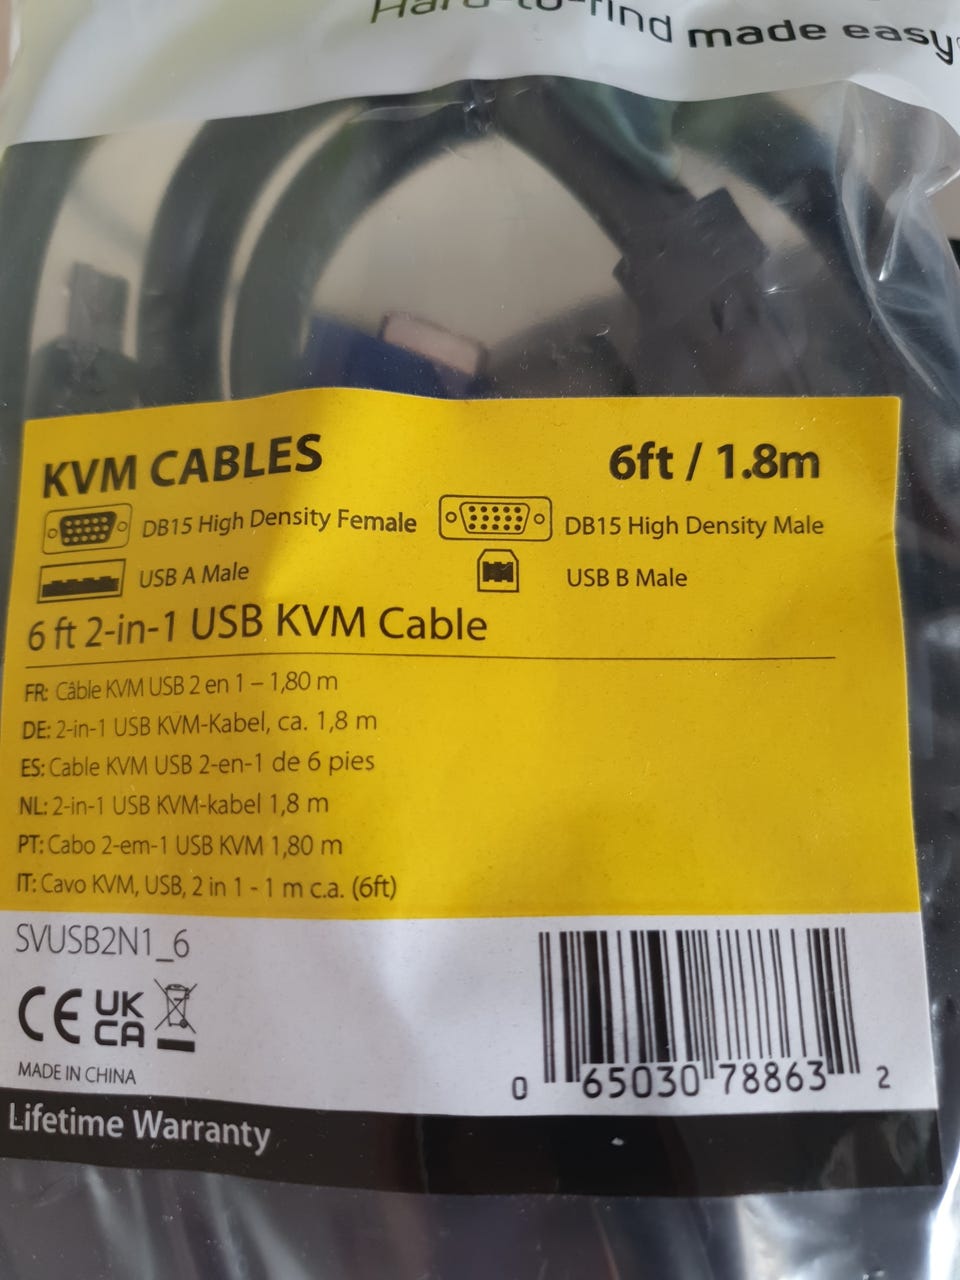 Hard-to-find made easy®
KVM CABLES
6ft / 1.8m
DB15 High Density Female
DB15 High Density Male
USB A Male
USB B Male
6 ft 2-in-1 USB KVM Cable
FR: Câble KVM USB 2 en 1 – 1,80 m
DE: 2-in-1 USB KVM-Kabel, ca. 1,8 m
ES: Cable KVM USB 2-en-1 de 6 pies
NL: 2-in-1 USB KVM-kabel 1,8 m
PT: Cabo 2-em-1 USB KVM 1,80 m
IT: Cavo KVM, USB, 2 in 1 - 1 m c.a. (6ft)
SVUSB2N1_6
CE UK CA
MADE IN CHINA
0 65030 78863 2
Lifetime Warranty